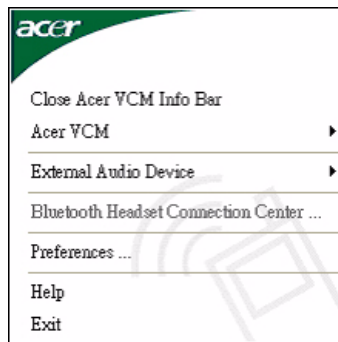 acer
Close Acer VCM Info Bar
Acer VCM
External Audio Device
Bluetooth Headset Connection Center ...
Preferences ...
Help
Exit